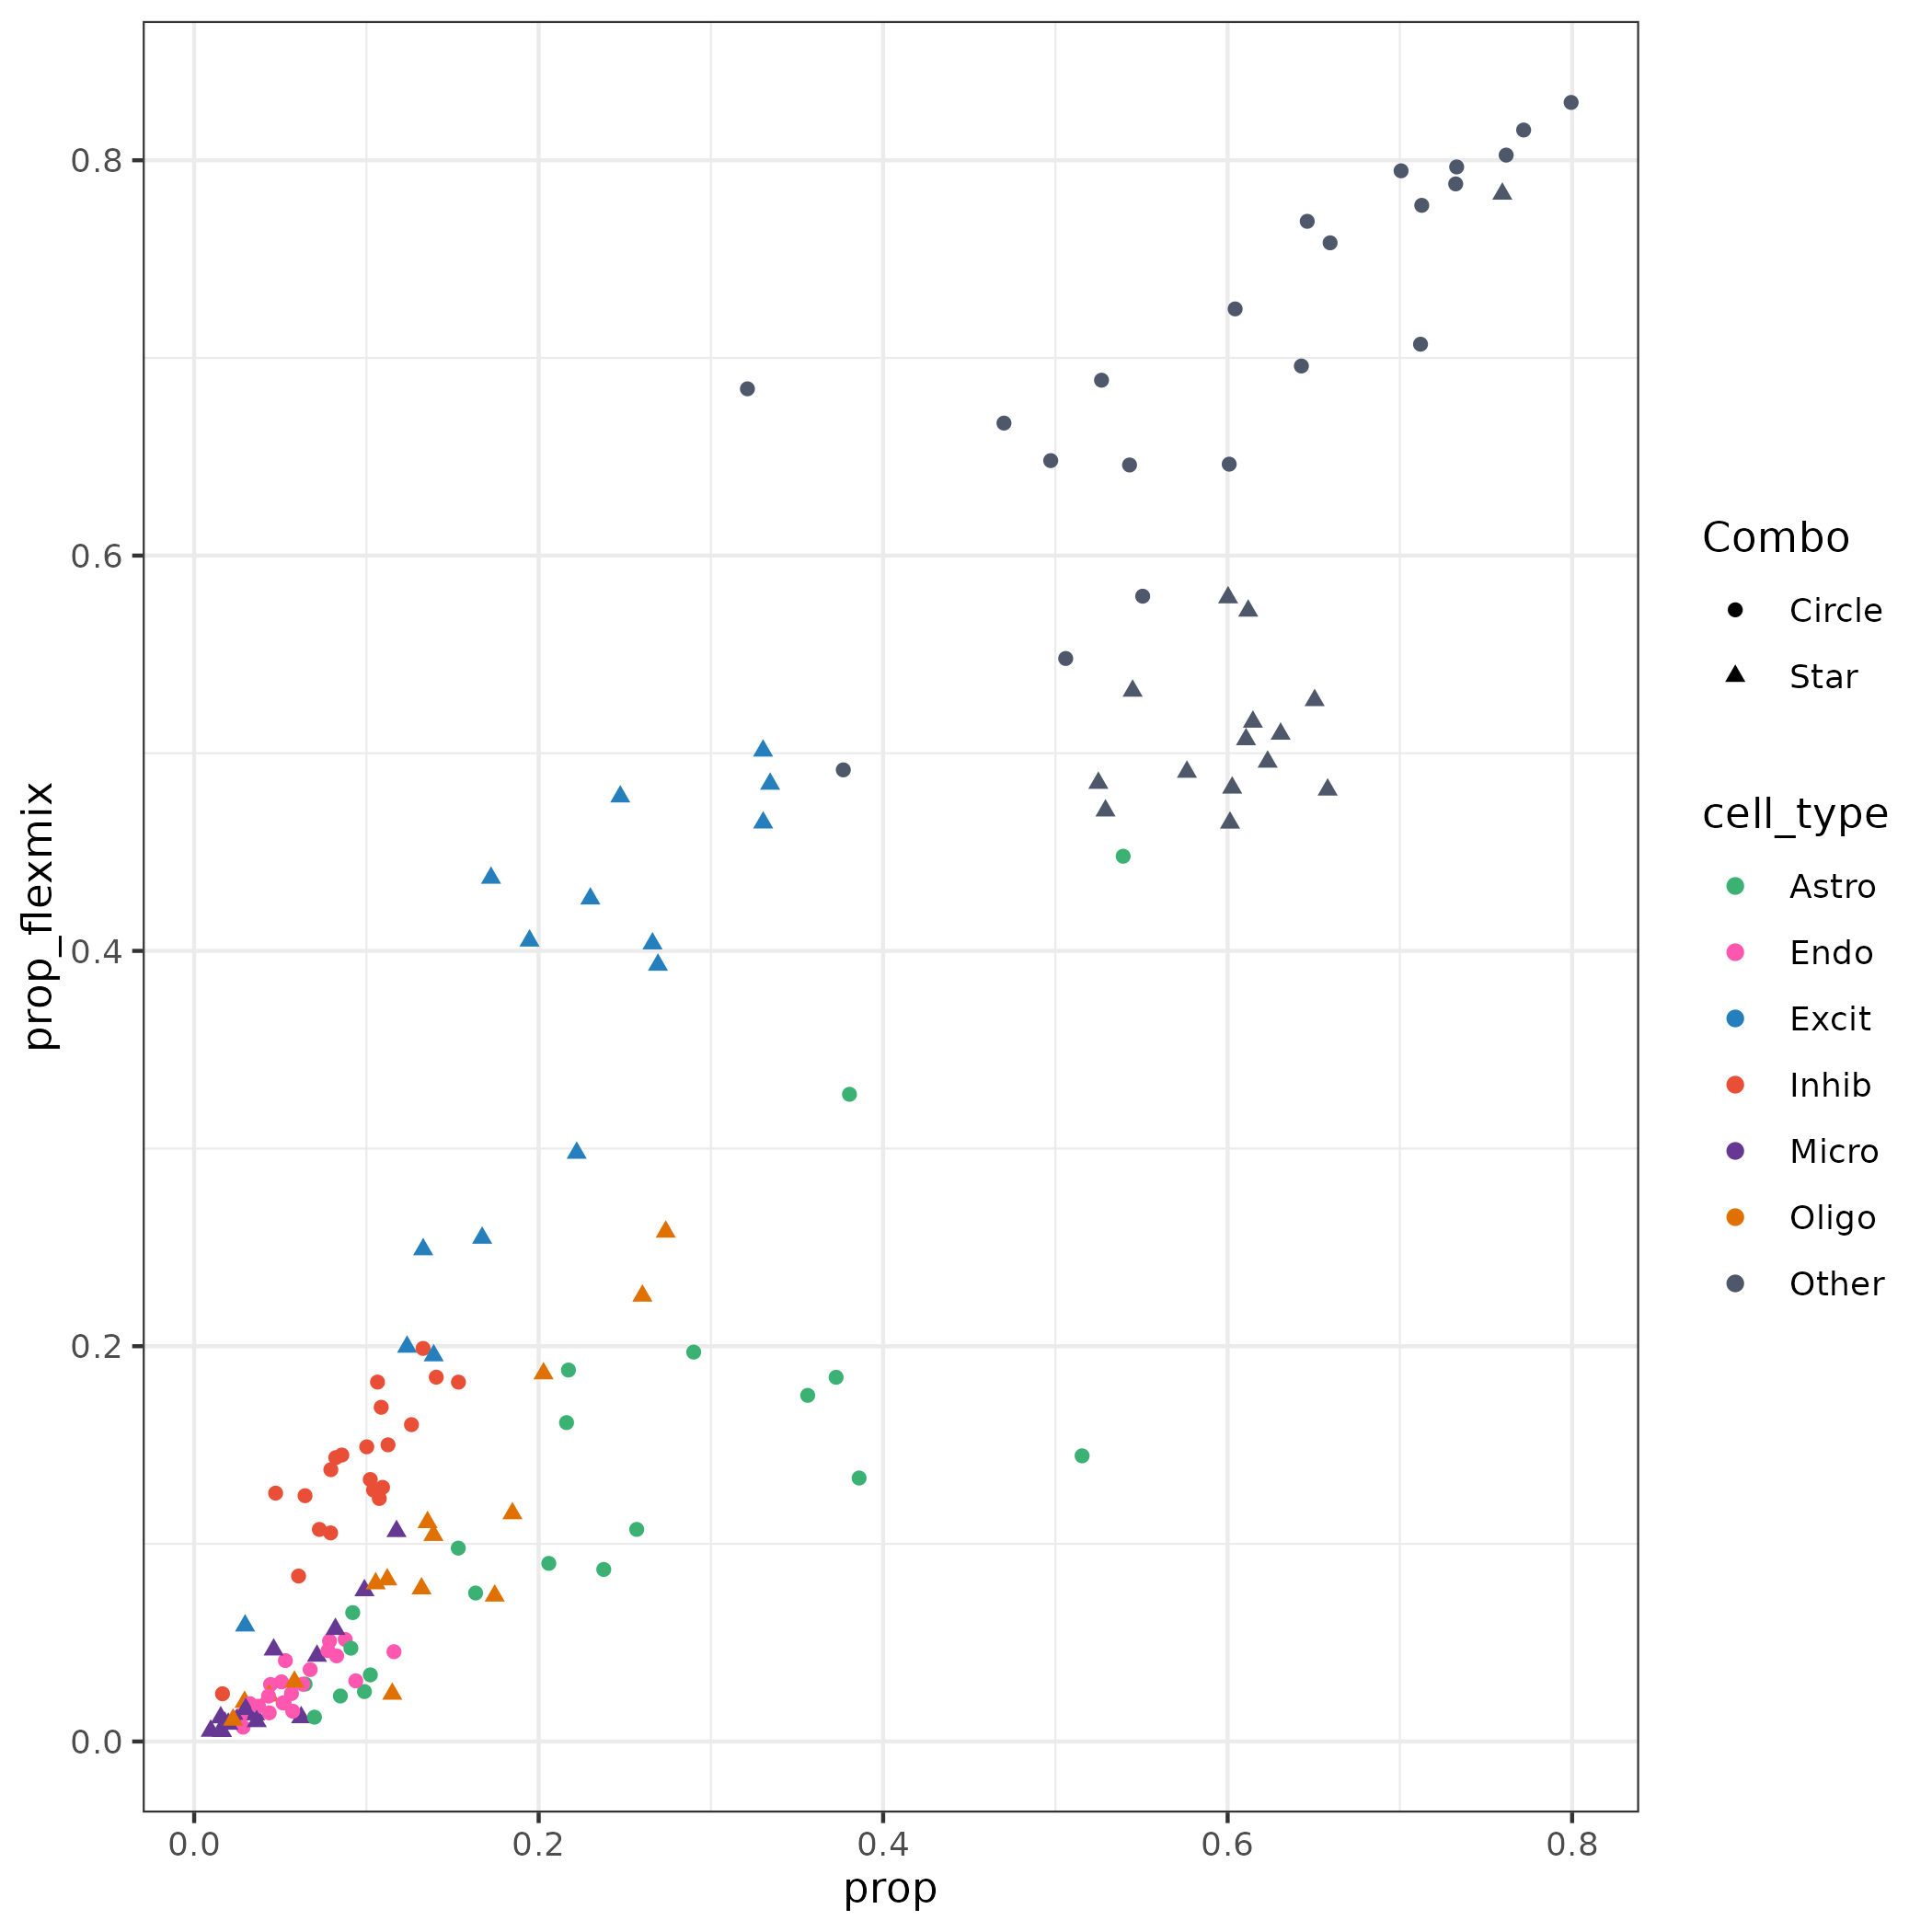 prop_flexmix
0.8
0.6
0.4
0.2
0.0
0.0 0.2 0.4 0.6 0.8
prop
Combo
Circle
Star
cell_type
Astro
Endo
Excit
Inhib
Micro
Oligo
Other